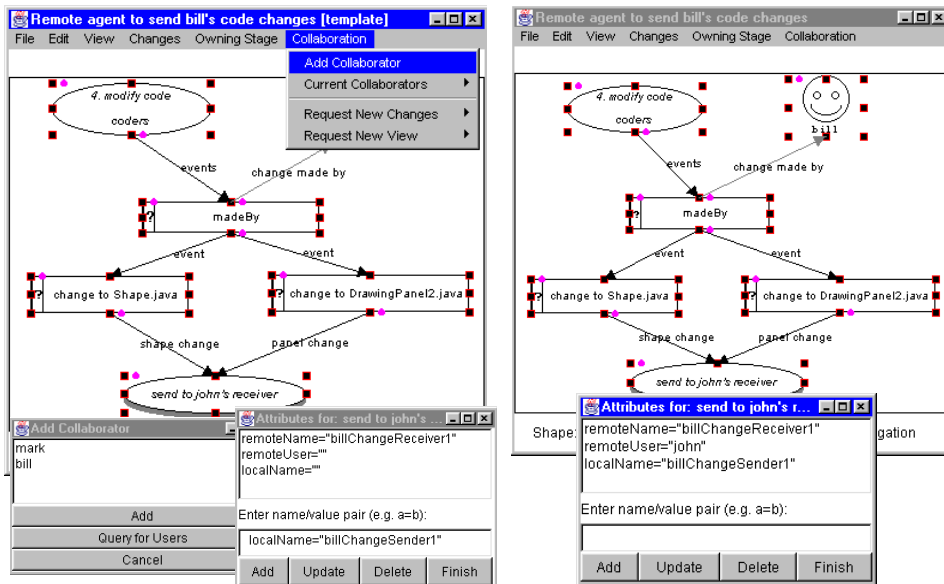 Remote agent to send bill's code changes [template]
File Edit View Changes Owning Stage Collaboration
Add Collaborator
Current Collaborators
Request New Changes
Request New View
4. modify code
coders
events
change made by
?
madeBy
event
event
?
change to Shape.java
?
change to DrawingPanel2.java
shape change
panel change
send to john's receiver
Add Collaborator
mark
bill
Add
Query for Users
Cancel
Attributes for: send to john's ...
remoteName="billChangeReceiver1"
remoteUser=""
localName=""
Enter name/value pair (e.g. a=b):
localName="billChangeSender1"
Add Update Delete Finish
Remote agent to send bill's code changes
File Edit View Changes Owning Stage Collaboration
4. modify code
coders
bill
events
change made by
?
madeBy
event
event
?
change to Shape.java
?
change to DrawingPanel2.java
shape change
panel change
send to john's receiver
Shape:
gation
Attributes for: send to john's r...
remoteName="billChangeReceiver1"
remoteUser="john"
localName="billChangeSender1"
Enter name/value pair (e.g. a=b):
Add Update Delete Finish